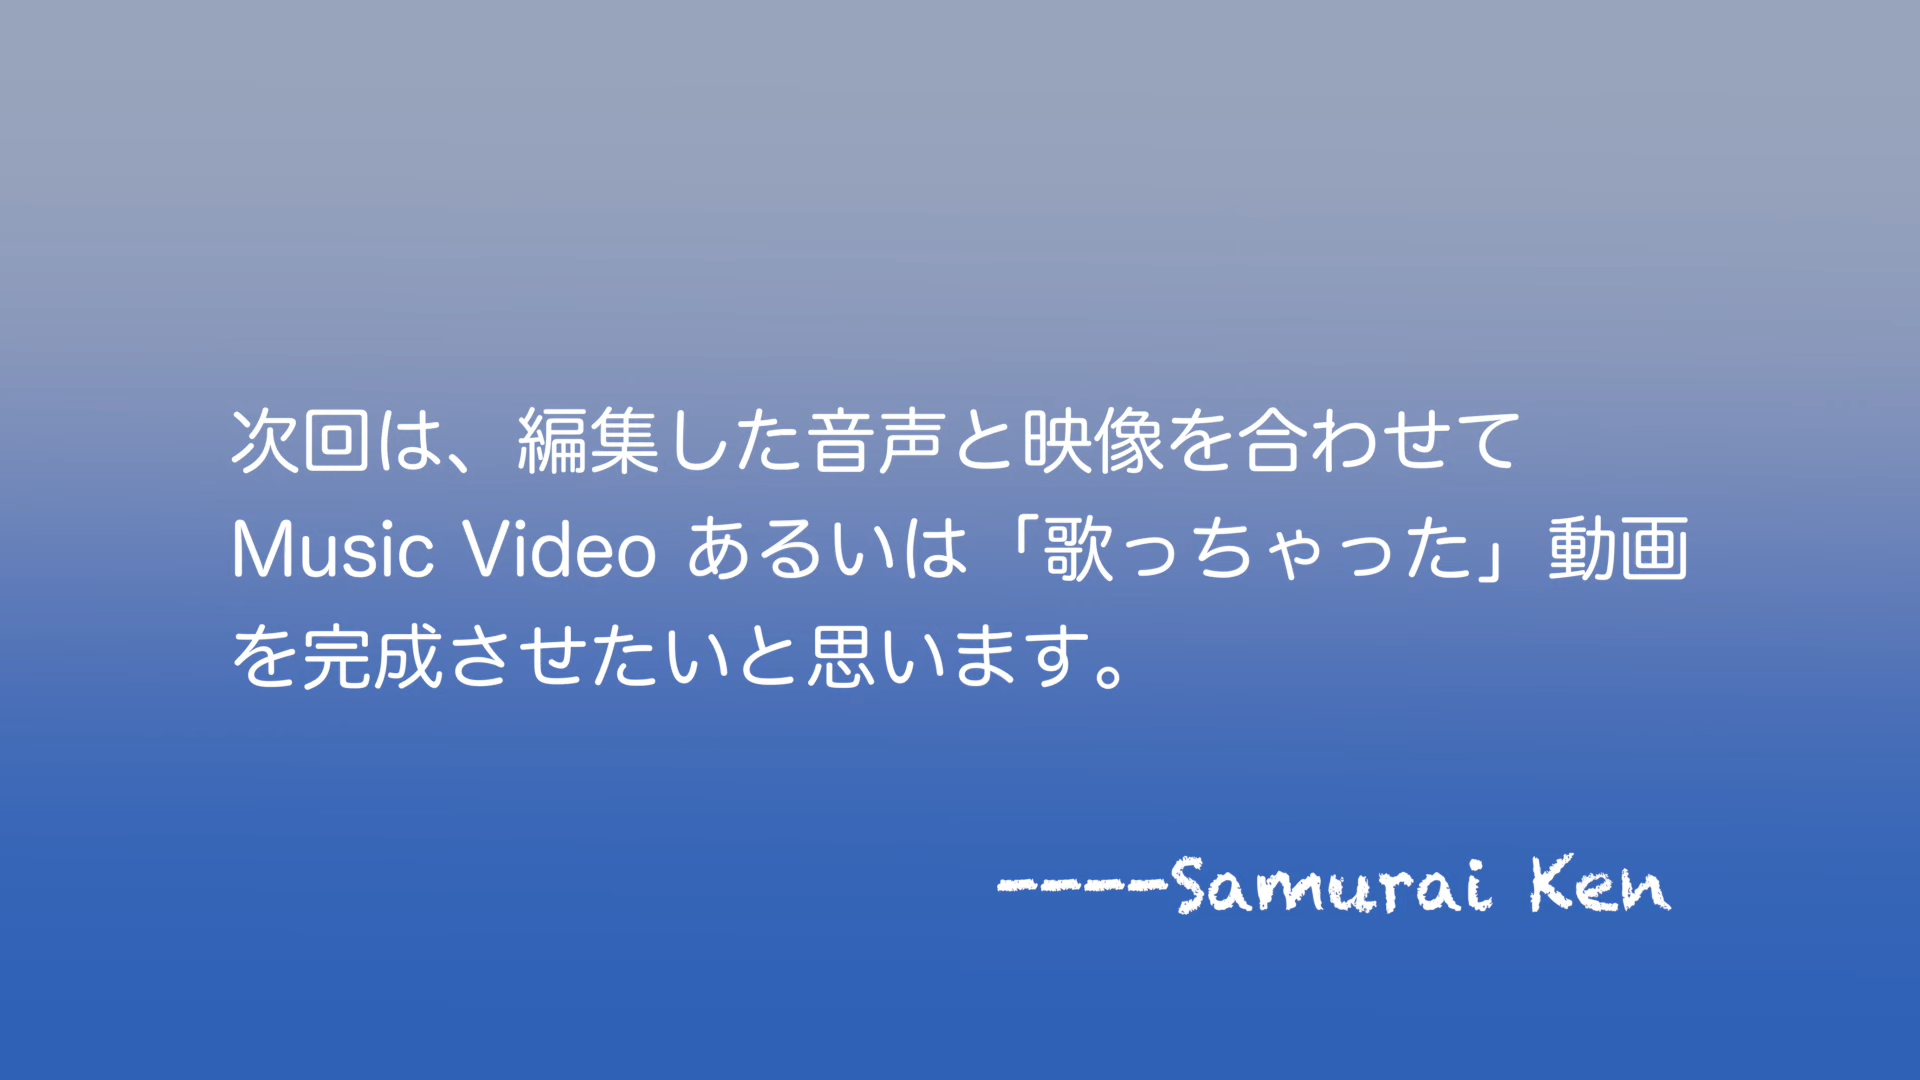 次回は、編集した音声と映像を合わせて
Music Video あるいは「歌っちゃった」動画
を完成させたいと思います。
----Samurai Ken